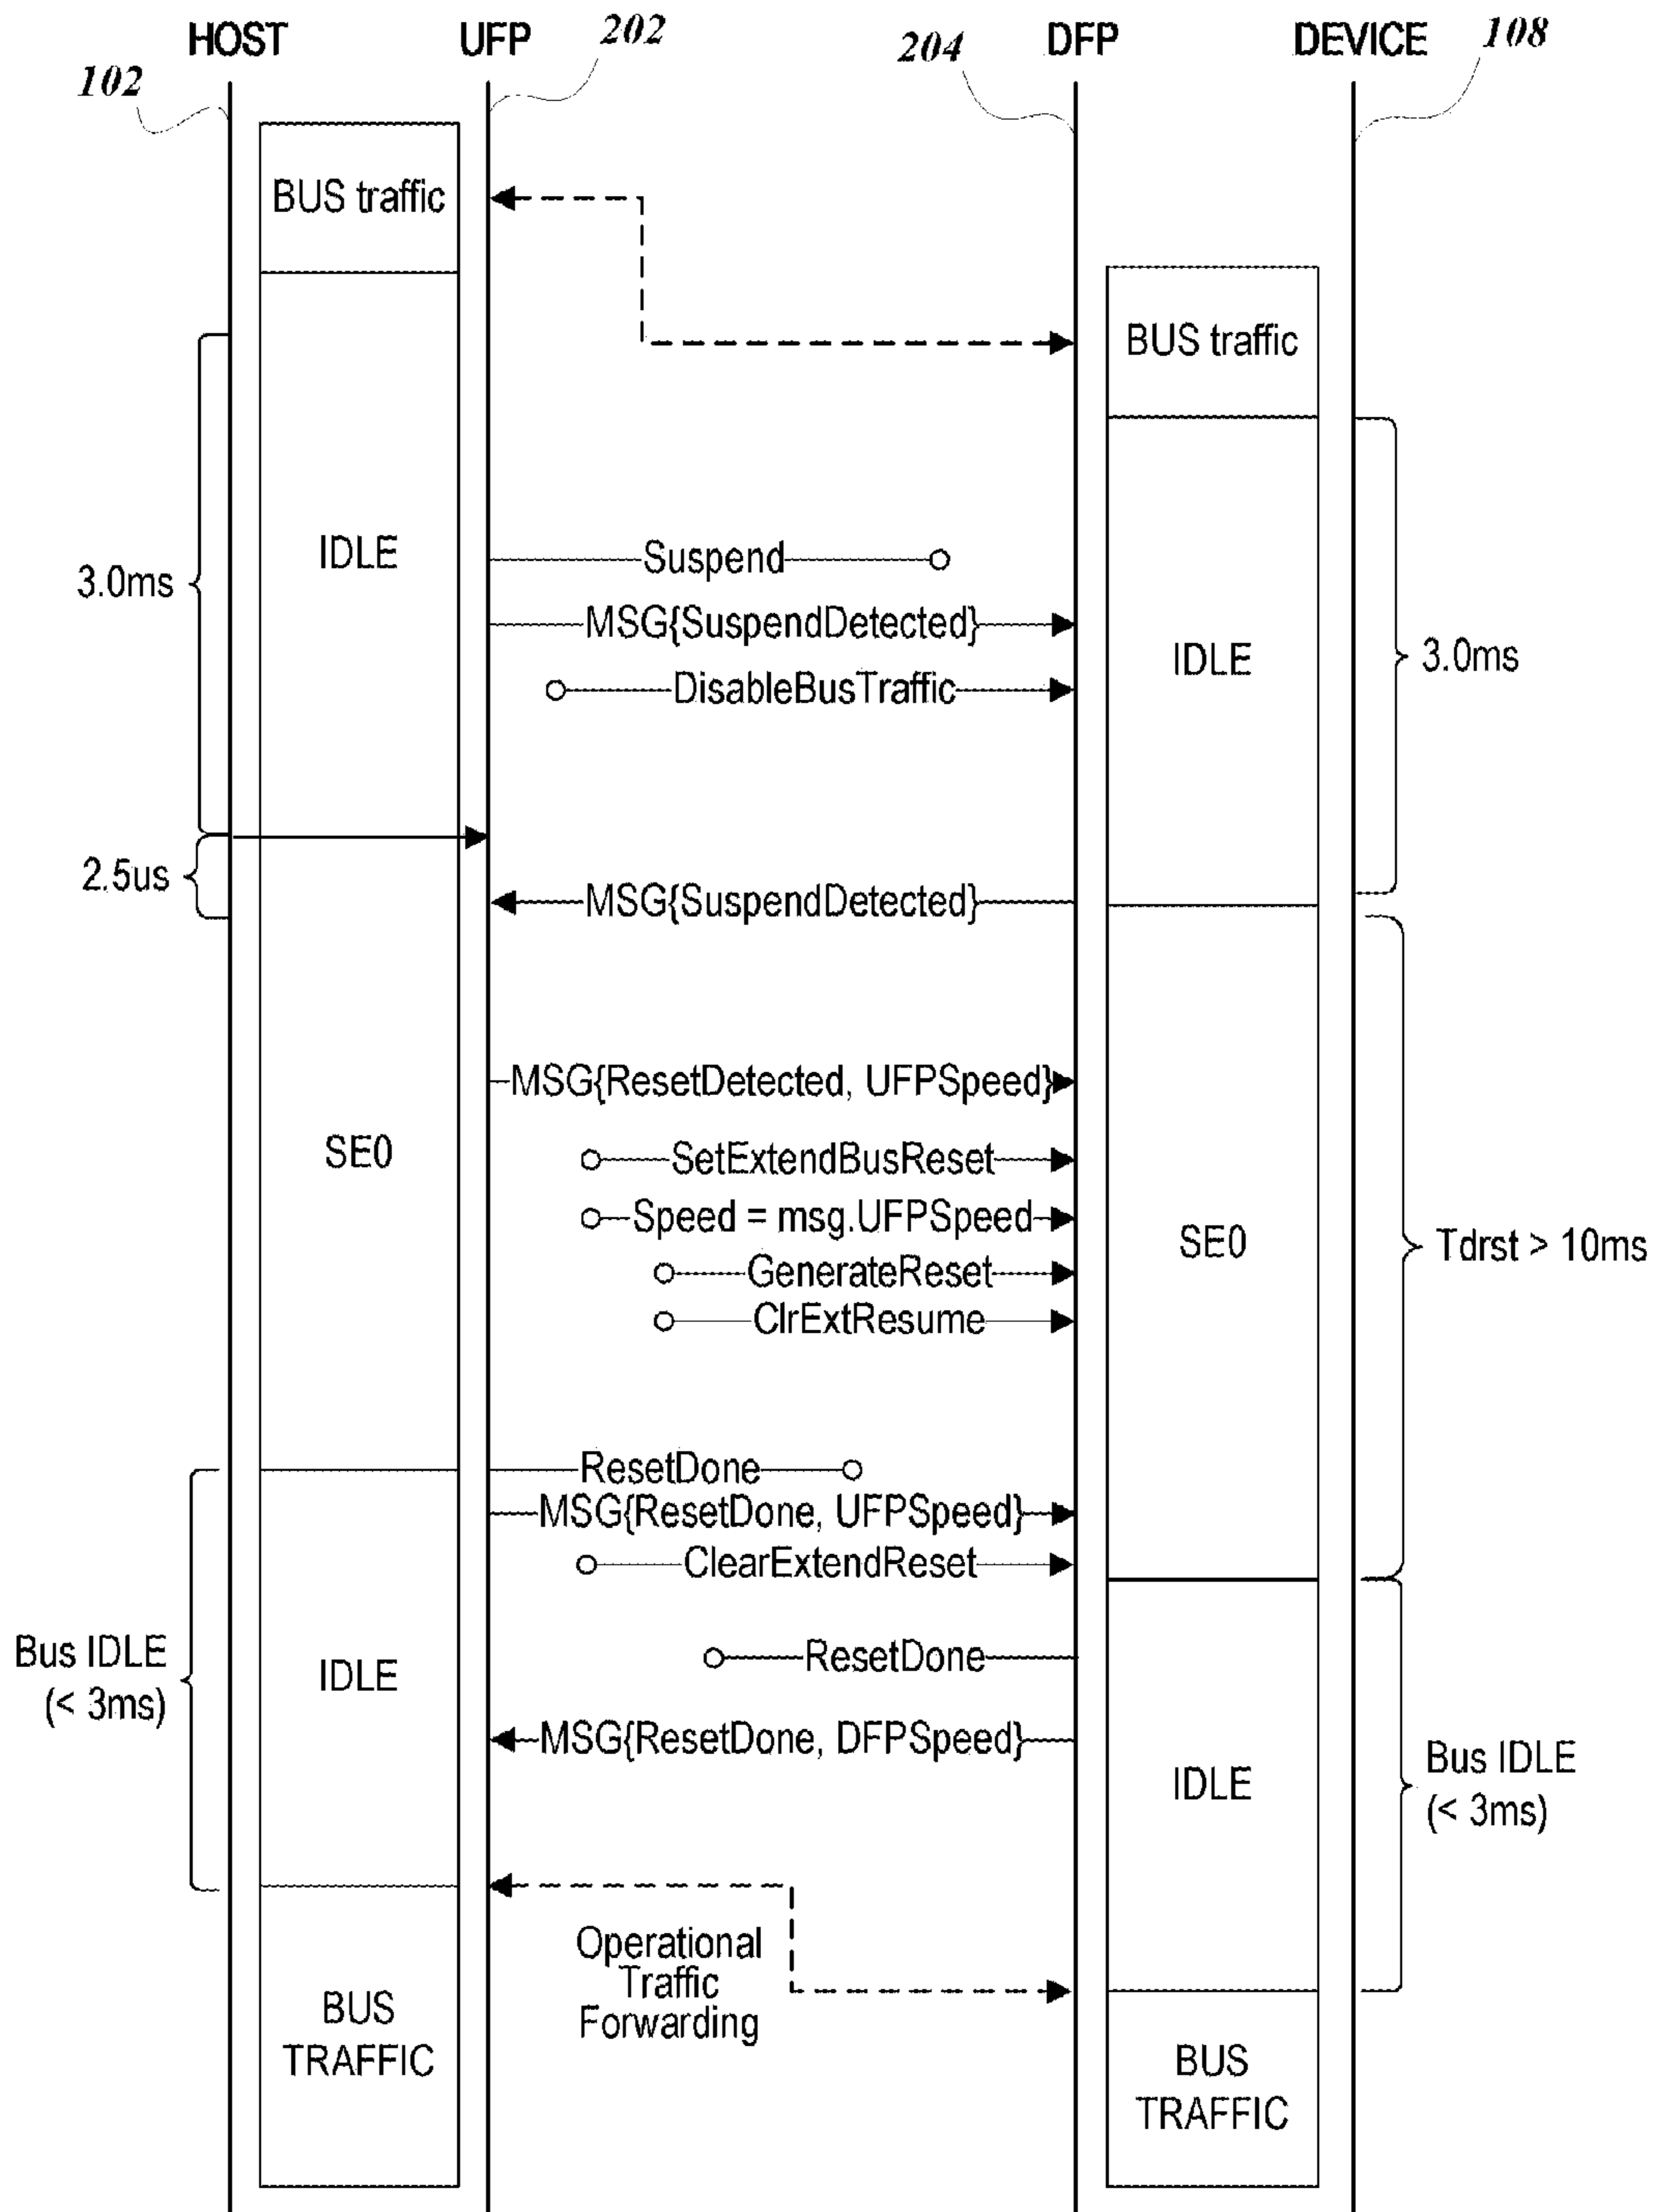 HOST
UFP
202
204
DFP
DEVICE
108
102
BUS traffic
BUS traffic
IDLE
3.0ms
Suspend
MSG{SuspendDetected}
IDLE
3.0ms
DisableBusTraffic
2.5us
MSG{SuspendDetected}
MSG{ResetDetected, UFPSpeed}
SE0
SetExtendBusReset
Speed = msg.UFPSpeed
SE0
Tdrst > 10ms
GenerateReset
ClrExtResume
ResetDone
MSG{ResetDone, UFPSpeed}
ClearExtendReset
Bus IDLE
(< 3ms)
IDLE
ResetDone
MSG{ResetDone, DFPSpeed}
IDLE
Bus IDLE
(< 3ms)
Operational
Traffic
Forwarding
BUS
TRAFFIC
BUS
TRAFFIC